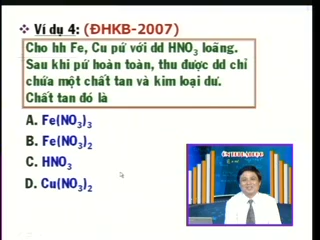 ❖ Ví dụ 4: (ĐHKB-2007)
Cho hh Fe, Cu pứ với dd HNO₃ loãng.
Sau khi pứ hoàn toàn, thu được dd chỉ
chứa một chất tan và kim loại dư.
Chất tan đó là
A. Fe(NO₃)₃
B. Fe(NO₃)₂
C. HNO₃
D. Cu(NO₃)₂